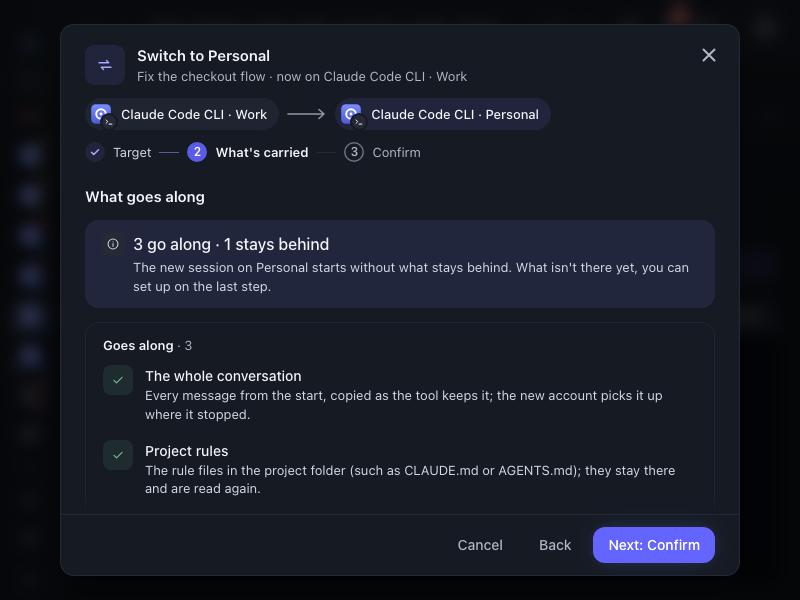 Switch to Personal
Fix the checkout flow · now on Claude Code CLI · Work
Claude Code CLI · Work
Claude Code CLI · Personal
Target
2 What's carried
3 Confirm
What goes along
3 go along · 1 stays behind
The new session on Personal starts without what stays behind. What isn't there yet, you can
set up on the last step.
Goes along · 3
The whole conversation
Every message from the start, copied as the tool keeps it; the new account picks it up
where it stopped.
Project rules
The rule files in the project folder (such as CLAUDE.md or AGENTS.md); they stay there
and are read again.
Cancel
Back
Next: Confirm